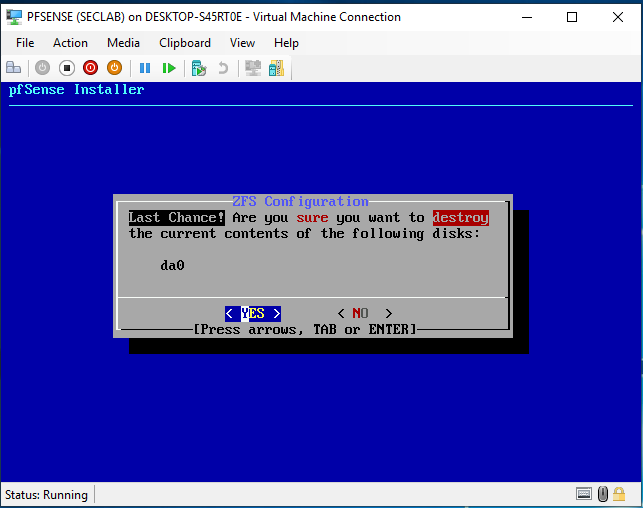 PFSENSE (SECLAB) on DESKTOP-S45RT0E - Virtual Machine Connection
File Action Media Clipboard View Help
pfSense Installer
ZFS Configuration
Last Chance! Are you sure you want to destroy
the current contents of the following disks:
da0
< YES > < NO >
[Press arrows, TAB or ENTER]
Status: Running